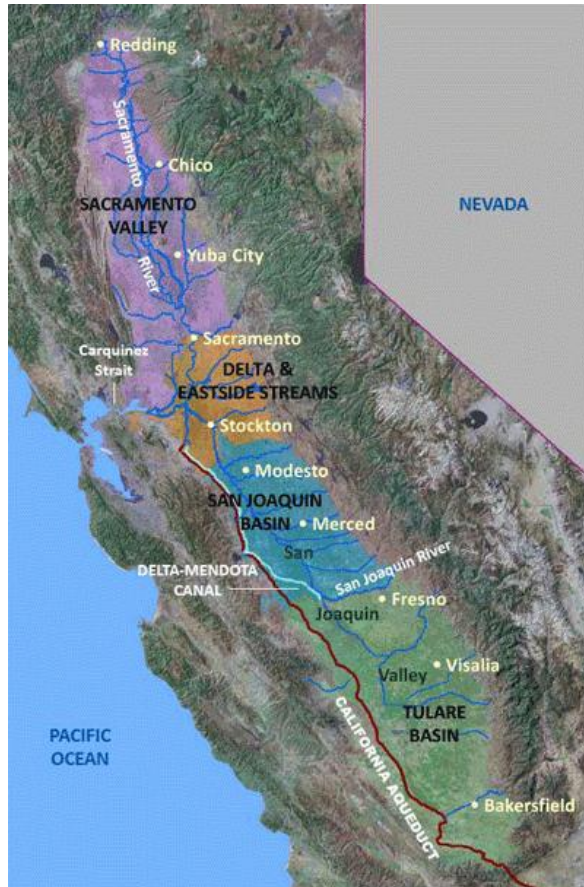 Redding
Sacramento
Chico
SACRAMENTO
VALLEY
NEVADA
River
Yuba City
Sacramento
Carquinez
Strait
DELTA &
EASTSIDE STREAMS
Stockton
Modesto
SAN JOAQUIN
BASIN
Merced
San
San Joaquin River
DELTA-MENDOTA
CANAL
Fresno
Joaquin
Visalia
Valley
TULARE
BASIN
PACIFIC
OCEAN
CALIFORNIA AQUEDUCT
Bakersfield